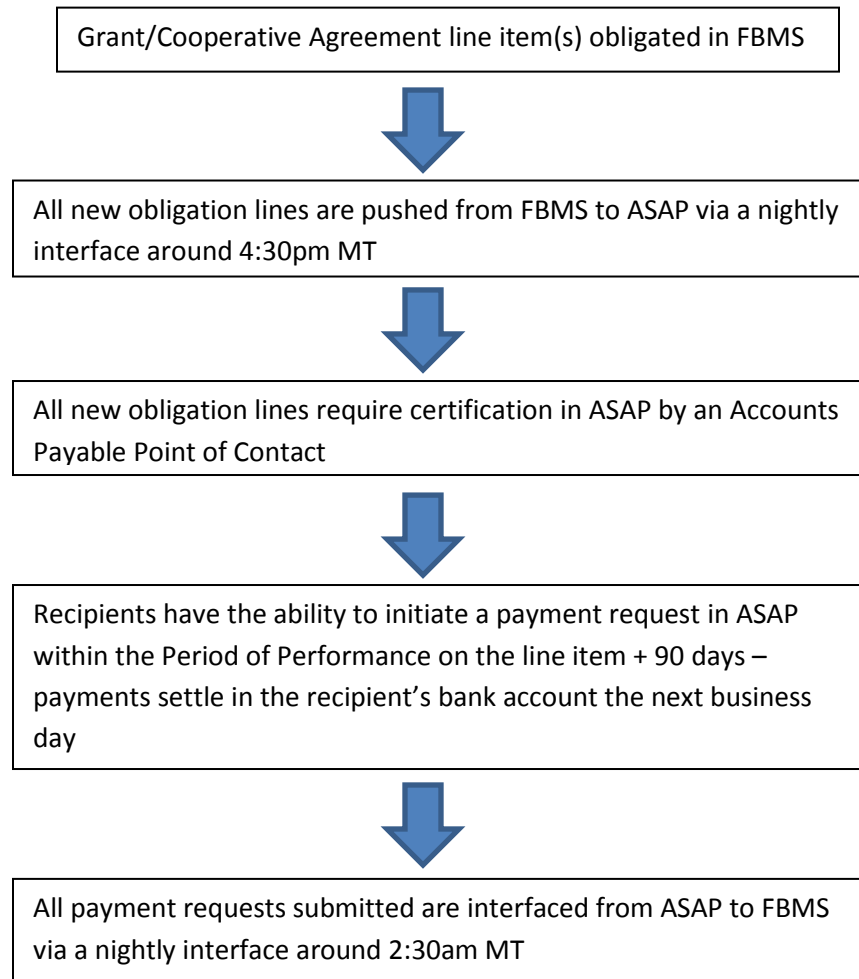 Grant/Cooperative Agreement line item(s) obligated in FBMS
All new obligation lines are pushed from FBMS to ASAP via a nightly
interface around 4:30pm MT
All new obligation lines require certification in ASAP by an Accounts
Payable Point of Contact
Recipients have the ability to initiate a payment request in ASAP
within the Period of Performance on the line item + 90 days –
payments settle in the recipient’s bank account the next business
day
All payment requests submitted are interfaced from ASAP to FBMS
via a nightly interface around 2:30am MT